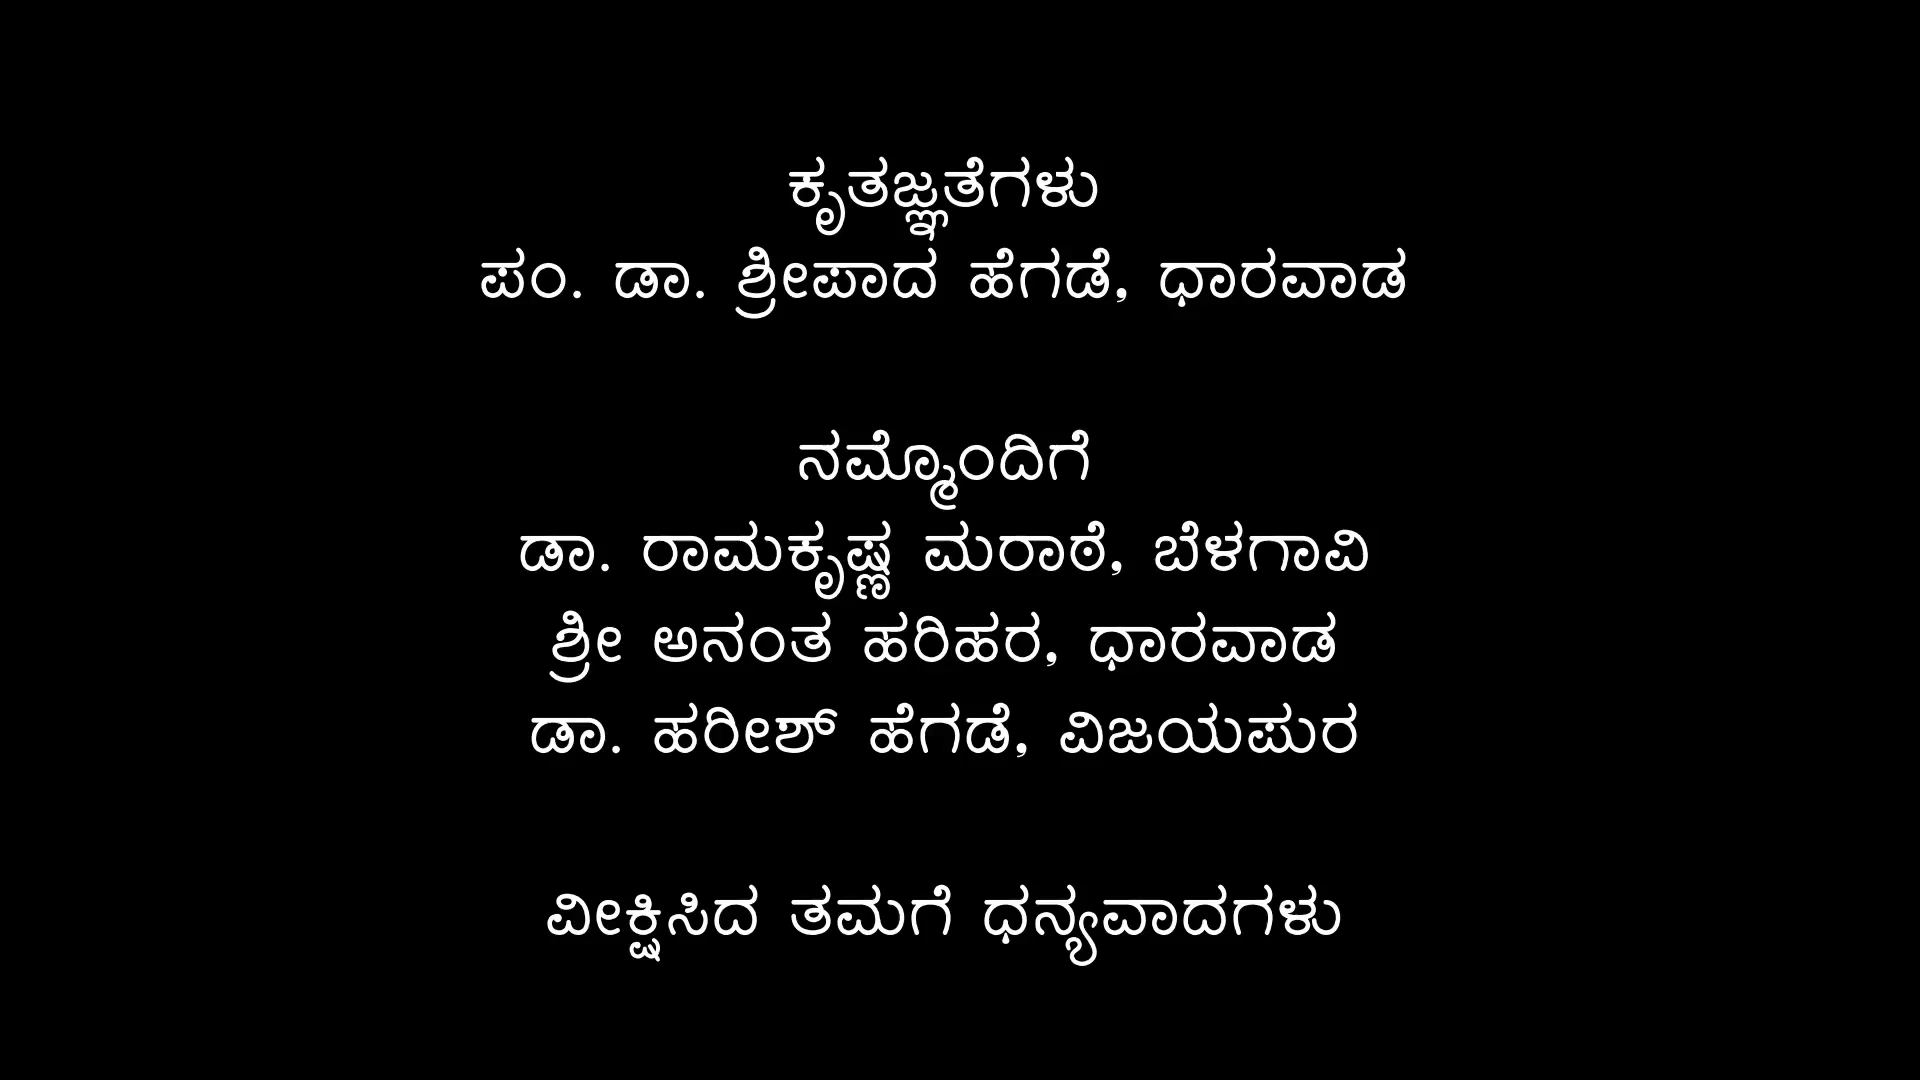 ಕೃತಜ್ಞತೆಗಳು
ಪಂ. ಡಾ. ಶ್ರೀಪಾದ ಹೆಗಡೆ, ಧಾರವಾಡ
ನಮ್ಮೊಂದಿಗೆ
ಡಾ. ರಾಮಕೃಷ್ಣ ಮರಾಠೆ, ಬೆಳಗಾವಿ
ಶ್ರೀ ಅನಂತ ಹರಿಹರ, ಧಾರವಾಡ
ಡಾ. ಹರೀಶ್ ಹೆಗಡೆ, ವಿಜಯಪುರ
ವೀಕ್ಷಿಸಿದ ತಮಗೆ ಧನ್ಯವಾದಗಳು